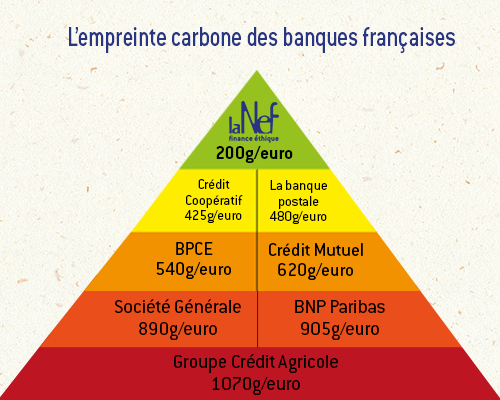 L'empreinte carbone des banques françaises
la Nef
finance éthique
200g/euro
Crédit
Coopératif
425g/euro
La banque
postale
480g/euro
BPCE
540g/euro
Crédit Mutuel
620g/euro
Société Générale
890g/euro
BNP Paribas
905g/euro
Groupe Crédit Agricole
1070g/euro